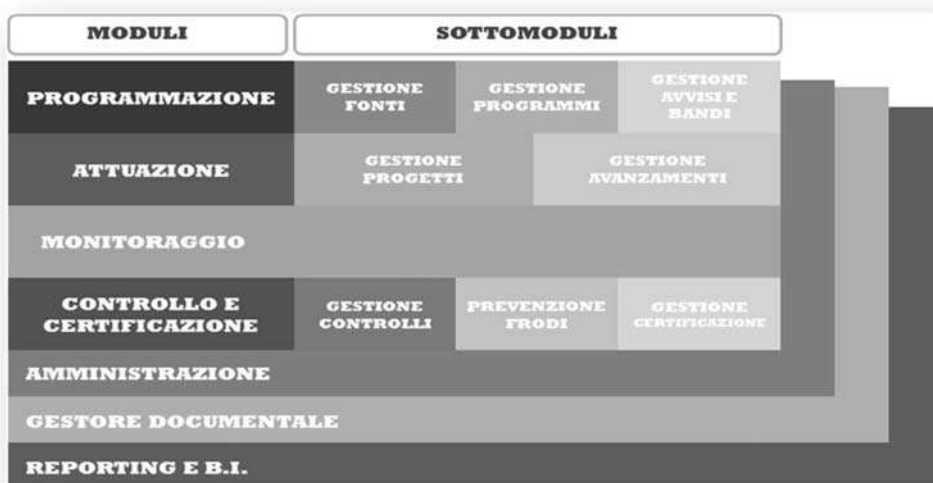 MODULI
SOTTOMODULI
PROGRAMMAZIONE
GESTIONE
FONTI
GESTIONE
PROGRAMMI
GESTIONE
AVVISI E
BANDI
ATTUAZIONE
GESTIONE
PROGETTI
GESTIONE
AVANZAMENTI
MONITORAGGIO
CONTROLLO E
CERTIFICAZIONE
GESTIONE
CONTROLLI
PREVENZIONE
FRODI
GESTIONE
CERTIFICAZIONE
AMMINISTRAZIONE
GESTORE DOCUMENTALE
REPORTING E B.I.